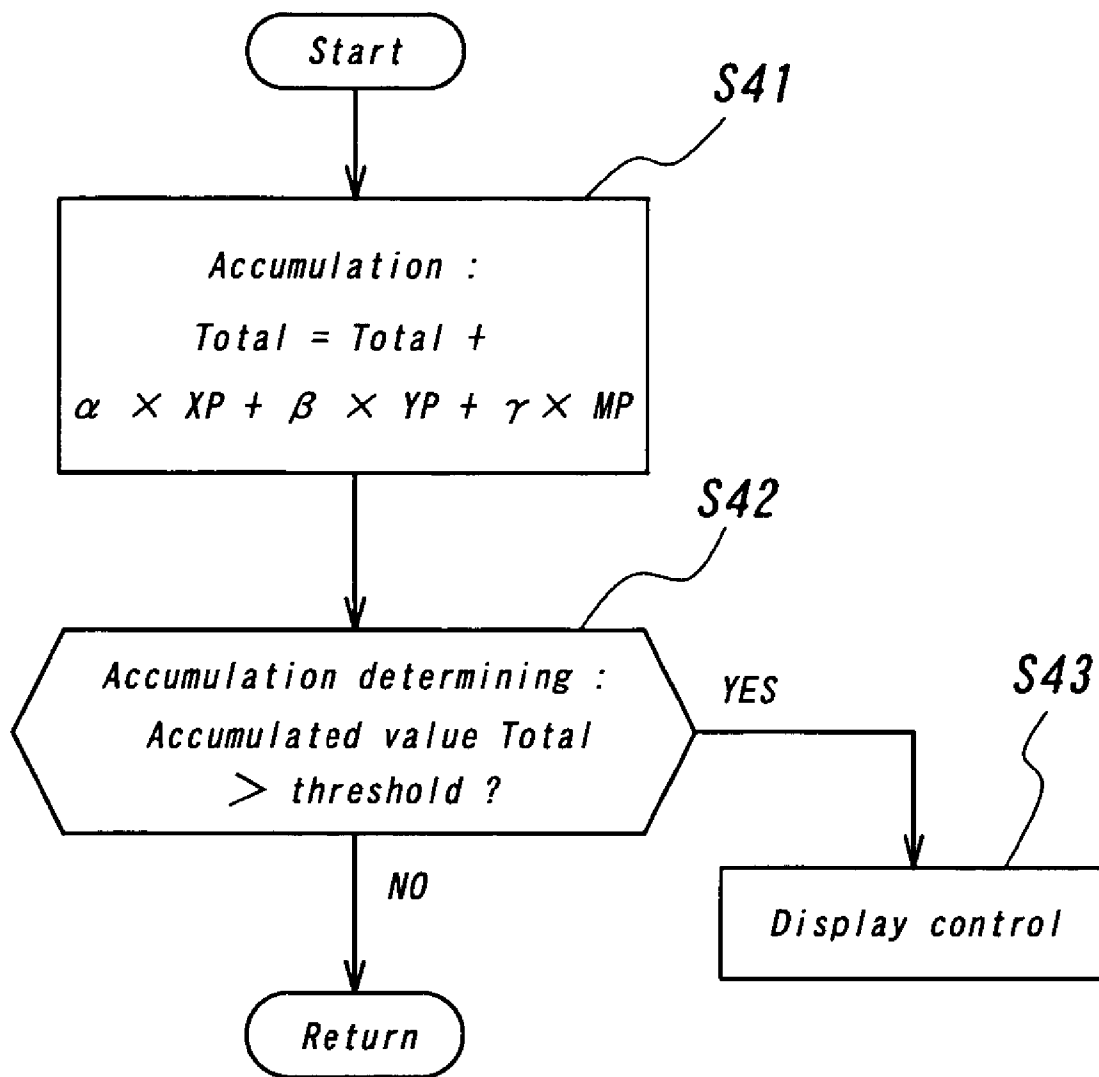 Start
S41
Accumulation :
Total = Total +
α × XP + β × YP + γ × MP
S42
Accumulation determining :
Accumulated value Total
> threshold ?
YES
S43
NO
Display control
Return